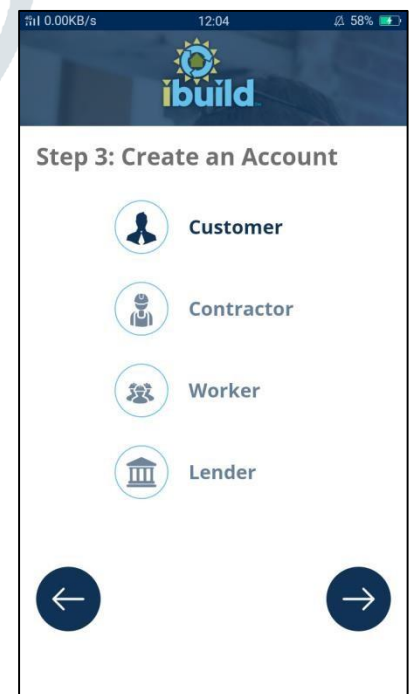 0.00KB/s 12:04 58%
ibuild
Step 3: Create an Account
Customer
Contractor
Worker
Lender